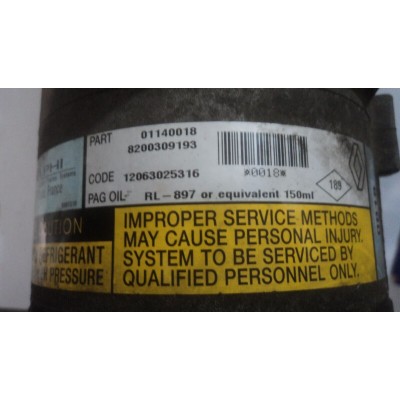 PART 01140018
8200309193
CODE 12063025316 *0018*
PAG OIL- RL-897 or equivalent 150ml
189
IMPROPER SERVICE METHODS
MAY CAUSE PERSONAL INJURY.
SYSTEM TO BE SERVICED BY
QUALIFIED PERSONNEL ONLY.
PRESSURE